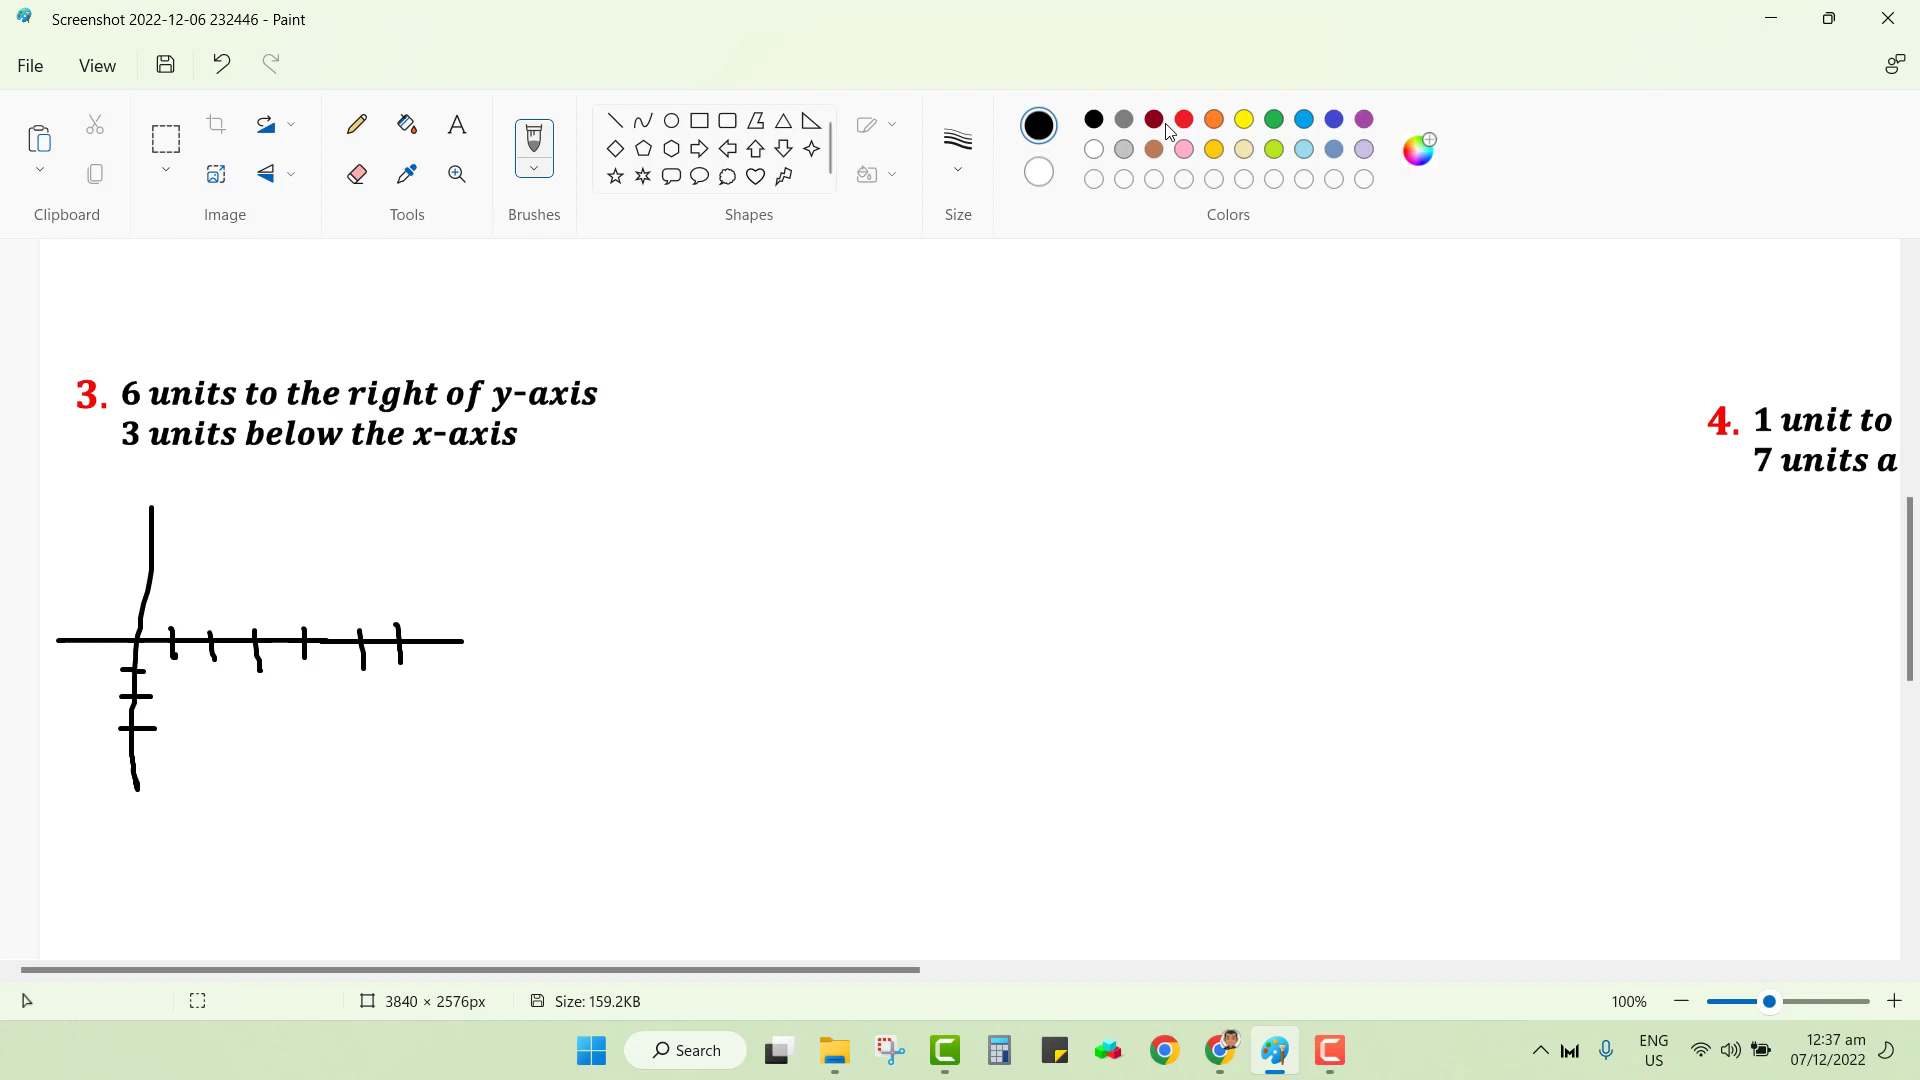 Screenshot 2022-12-06 232446 - Paint
File View
Clipboard Image Tools Brushes Shapes Size Colors
3. 6 units to the right of y-axis
3 units below the x-axis
4. 1 unit to
7 units a
3840 × 2576px Size: 159.2KB 100%
Search
ENG
US
12:37 am
07/12/2022